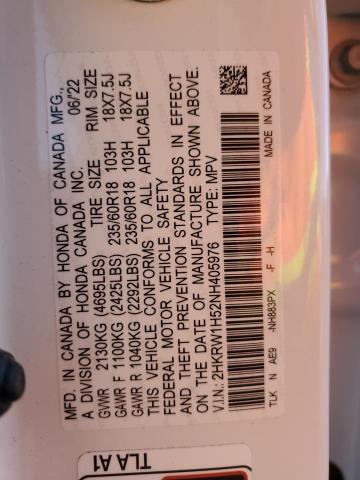 MFD. IN CANADA BY HONDA OF CANADA MFG.,
A DIVISION OF HONDA CANADA INC. 06/22
TIRE SIZE RIM SIZE
GVWR 2130KG (4695LBS)
GAWR F 1100KG (2425LBS) 235/60R18 103H 18X7.5J
GAWR R 1040KG (2292LBS) 235/60R18 103H 18X7.5J
THIS VEHICLE CONFORMS TO ALL APPLICABLE
FEDERAL MOTOR VEHICLE SAFETY
AND THEFT PREVENTION STANDARDS IN EFFECT
ON THE DATE OF MANUFACTURE SHOWN ABOVE.
V.I.N.: 2HKRW1H52NH405976 TYPE: MPV
TLK N AE9 -NH883PX -F -H MADE IN CANADA
TLA A1